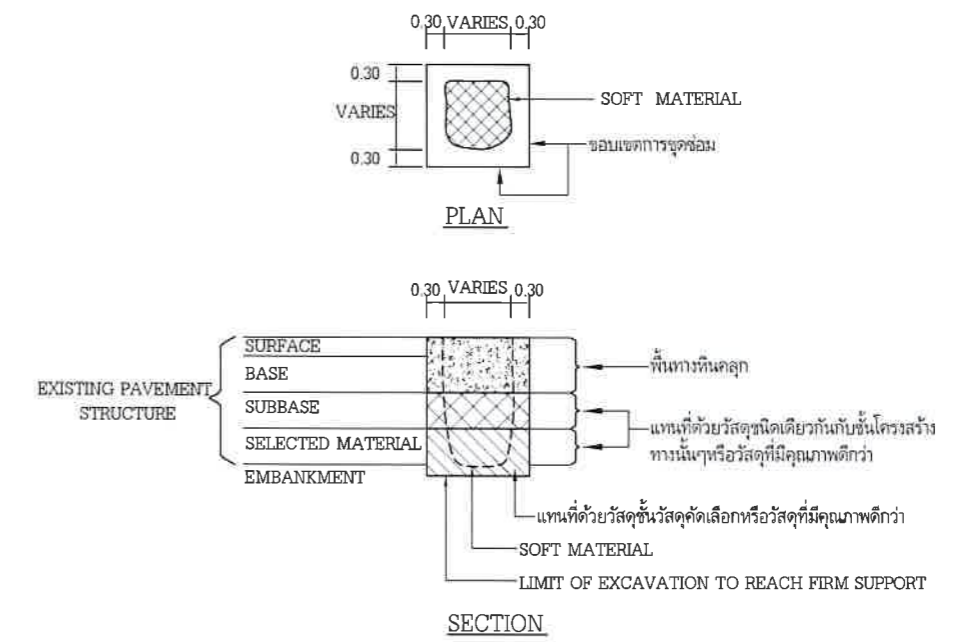 0.30 VARIES 0.30
0.30
VARIES
0.30
SOFT MATERIAL
ขอบเขตการขุดซ่อม
PLAN
0.30 VARIES 0.30
EXISTING PAVEMENT
STRUCTURE
SURFACE
BASE
SUBBASE
SELECTED MATERIAL
EMBANKMENT
พื้นทางหินคลุก
แทนที่ด้วยวัสดุชนิดเดียวกันกับชั้นโครงสร้าง
ทางนั้นๆหรือวัสดุที่มีคุณภาพดีกว่า
แทนที่ด้วยวัสดุชั้นวัสดุคัดเลือกหรือวัสดุที่มีคุณภาพดีกว่า
SOFT MATERIAL
LIMIT OF EXCAVATION TO REACH FIRM SUPPORT
SECTION